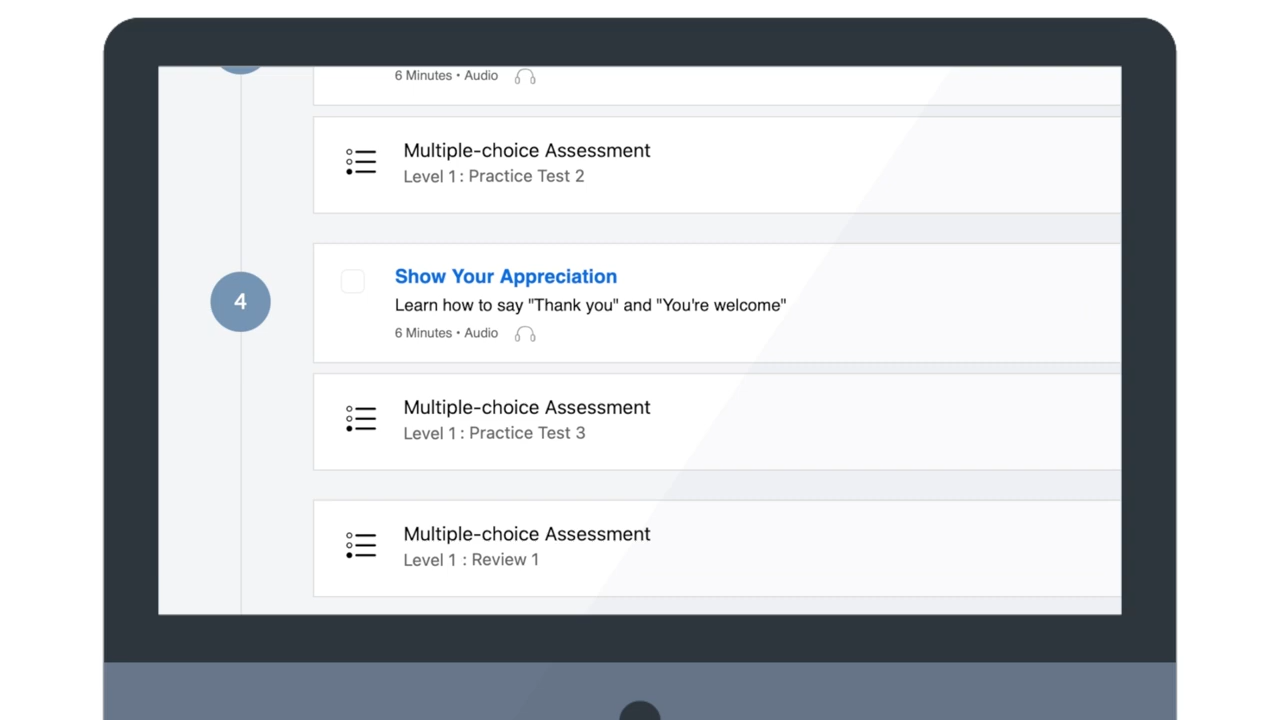 6 Minutes • Audio
Multiple-choice Assessment
Level 1: Practice Test 2
4
Show Your Appreciation
Learn how to say "Thank you" and "You're welcome"
6 Minutes • Audio
Multiple-choice Assessment
Level 1: Practice Test 3
Multiple-choice Assessment
Level 1 : Review 1